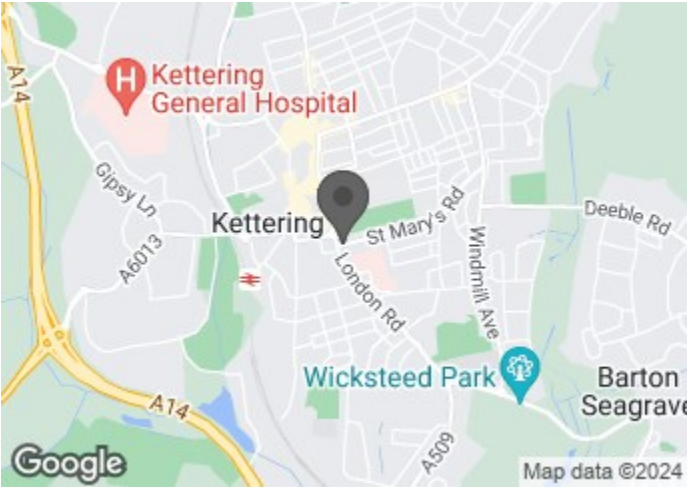 A14
H
Kettering
General Hospital
Gipsy Ln
Kettering
St Mary's Rd
Deeble Rd
A6013
Windmill Ave
London Rd
Wicksteed Park
Barton
Seagrave
A14
A509
Google
Map data ©2024